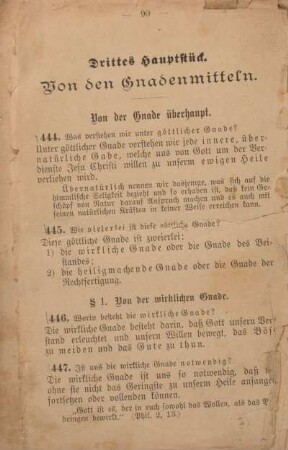 — 90 —
Drittes Hauptstück.
Von den Gnadenmitteln.
Von der Gnade überhaupt.
444. Was verstehen wir unter göttlicher Gnade?
Unter göttlicher Gnade verstehen wir jede innere, über-
natürliche Gabe, welche uns von Gott um der Ver-
dienste Jesu Christi willen zu unserm ewigen Heile
verliehen wird.
Übernatürlich nennen wir dasjenige, was sich auf die
himmlische Seligkeit bezieht und so erhaben ist, daß kein Ge-
schöpf von Natur darauf Anspruch machen und es auch mit
seinen natürlichen Kräften in keiner Weise erreichen kann.
445. Wie vielerlei ist diese göttliche Gnade?
Diese göttliche Gnade ist zweierlei:
1) die wirkliche Gnade oder die Gnade des Bei-
standes;
2) die heiligmachende Gnade oder die Gnade der
Rechtfertigung.
§ 1. Von der wirklichen Gnade.
446. Worin besteht die wirkliche Gnade?
Die wirkliche Gnade besteht darin, daß Gott unsern Verst
stand erleuchtet und unsern Willen bewegt, das Bös
zu meiden und das Gute zu thun.
447. Ist uns die wirkliche Gnade notwendig?
Die wirkliche Gnade ist uns so notwendig, daß
sie nicht das Geringste zu unserm Heile anfangen,
fortsetzen oder vollenden können.
„Gott ist es, der in euch sowohl das Wollen, als das
bringen bewirkt.“ (Phil. 2, 13.)